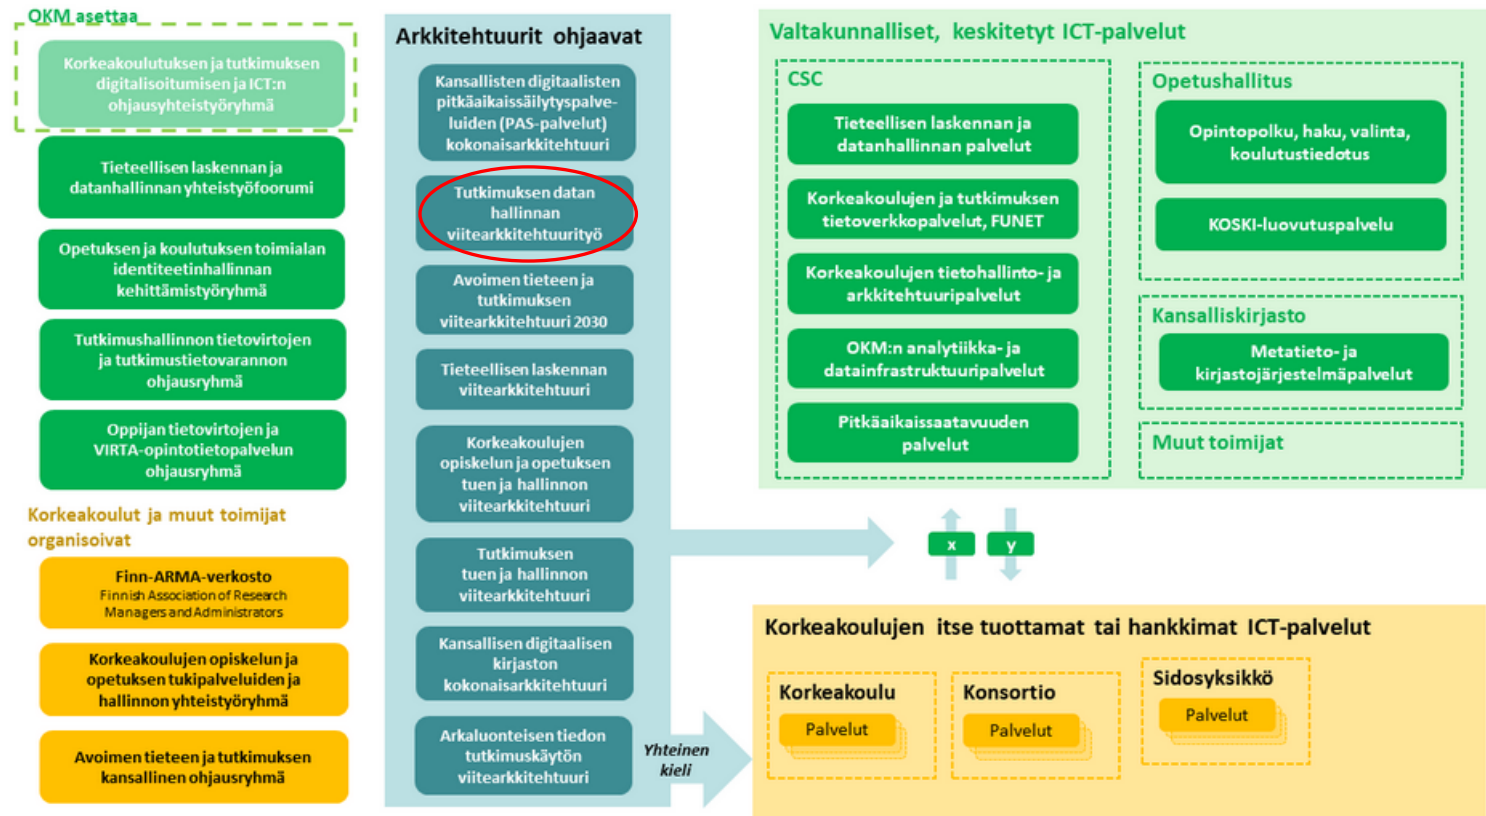 OKM asettaa
Korkeakoulutuksen ja tutkimuksen
digitalisoitumisen ja ICT:n
ohjausyhteistyöryhmä
Tieteellisen laskennan ja
datanhallinnan yhteistyöfoorumi
Opetuksen ja koulutuksen toimialan
identiteetinhallinnan
kehittämistyöryhmä
Tutkimushallinnon tietovirtojen
ja tutkimustietovarannon
ohjausryhmä
Oppijan tietovirtojen ja
VIRTA-opintotietopalvelun
ohjausryhmä
Korkeakoulut ja muut toimijat
organisoivat
Finn-ARMA-verkosto
Finnish Association of Research
Managers and Administrators
Korkeakoulujen opiskelun ja
opetuksen tukipalveluiden ja
hallinnon yhteistyöryhmä
Avoimen tieteen ja tutkimuksen
kansallinen ohjausryhmä
Arkkitehtuurit ohjaavat
Kansallisten digitaalisten
pitkäaikaissäilytyspalve-
luiden (PAS-palvelut)
kokonaisarkkitehtuuri
Tutkimuksen datan
hallinnan
viitearkkitehtuurityö
Avoimen tieteen ja
tutkimuksen
viitearkkitehtuuri 2030
Tieteellisen laskennan
viitearkkitehtuuri
Korkeakoulujen
opiskelun ja opetuksen
tuen ja hallinnon
viitearkkitehtuuri
Tutkimuksen
tuen ja hallinnon
viitearkkitehtuuri
Kansallisen digitaalisen
kirjaston
kokonaisarkkitehtuuri
Arkaluonteisen tiedon
tutkimuskäytön
viitearkkitehtuuri
Yhteinen
kieli
Valtakunnalliset, keskitetyt ICT-palvelut
CSC
Tieteellisen laskennan ja
datanhallinnan palvelut
Korkeakoulujen ja tutkimuksen
tietoverkkopalvelut, FUNET
Korkeakoulujen tietohallinto- ja
arkkitehtuuripalvelut
OKM:n analytiikka- ja
datainfrastruktuuripalvelut
Pitkäaikaissaatavuuden
palvelut
Opetushallitus
Opintopolku, haku, valinta,
koulutustiedotus
KOSKI-luovutuspalvelu
Kansalliskirjasto
Metatieto- ja
kirjastojärjestelmäpalvelut
Muut toimijat
x
y
Korkeakoulujen itse tuottamat tai hankkimat ICT-palvelut
Korkeakoulu
Palvelut
Konsortio
Palvelut
Sidosyksikkö
Palvelut